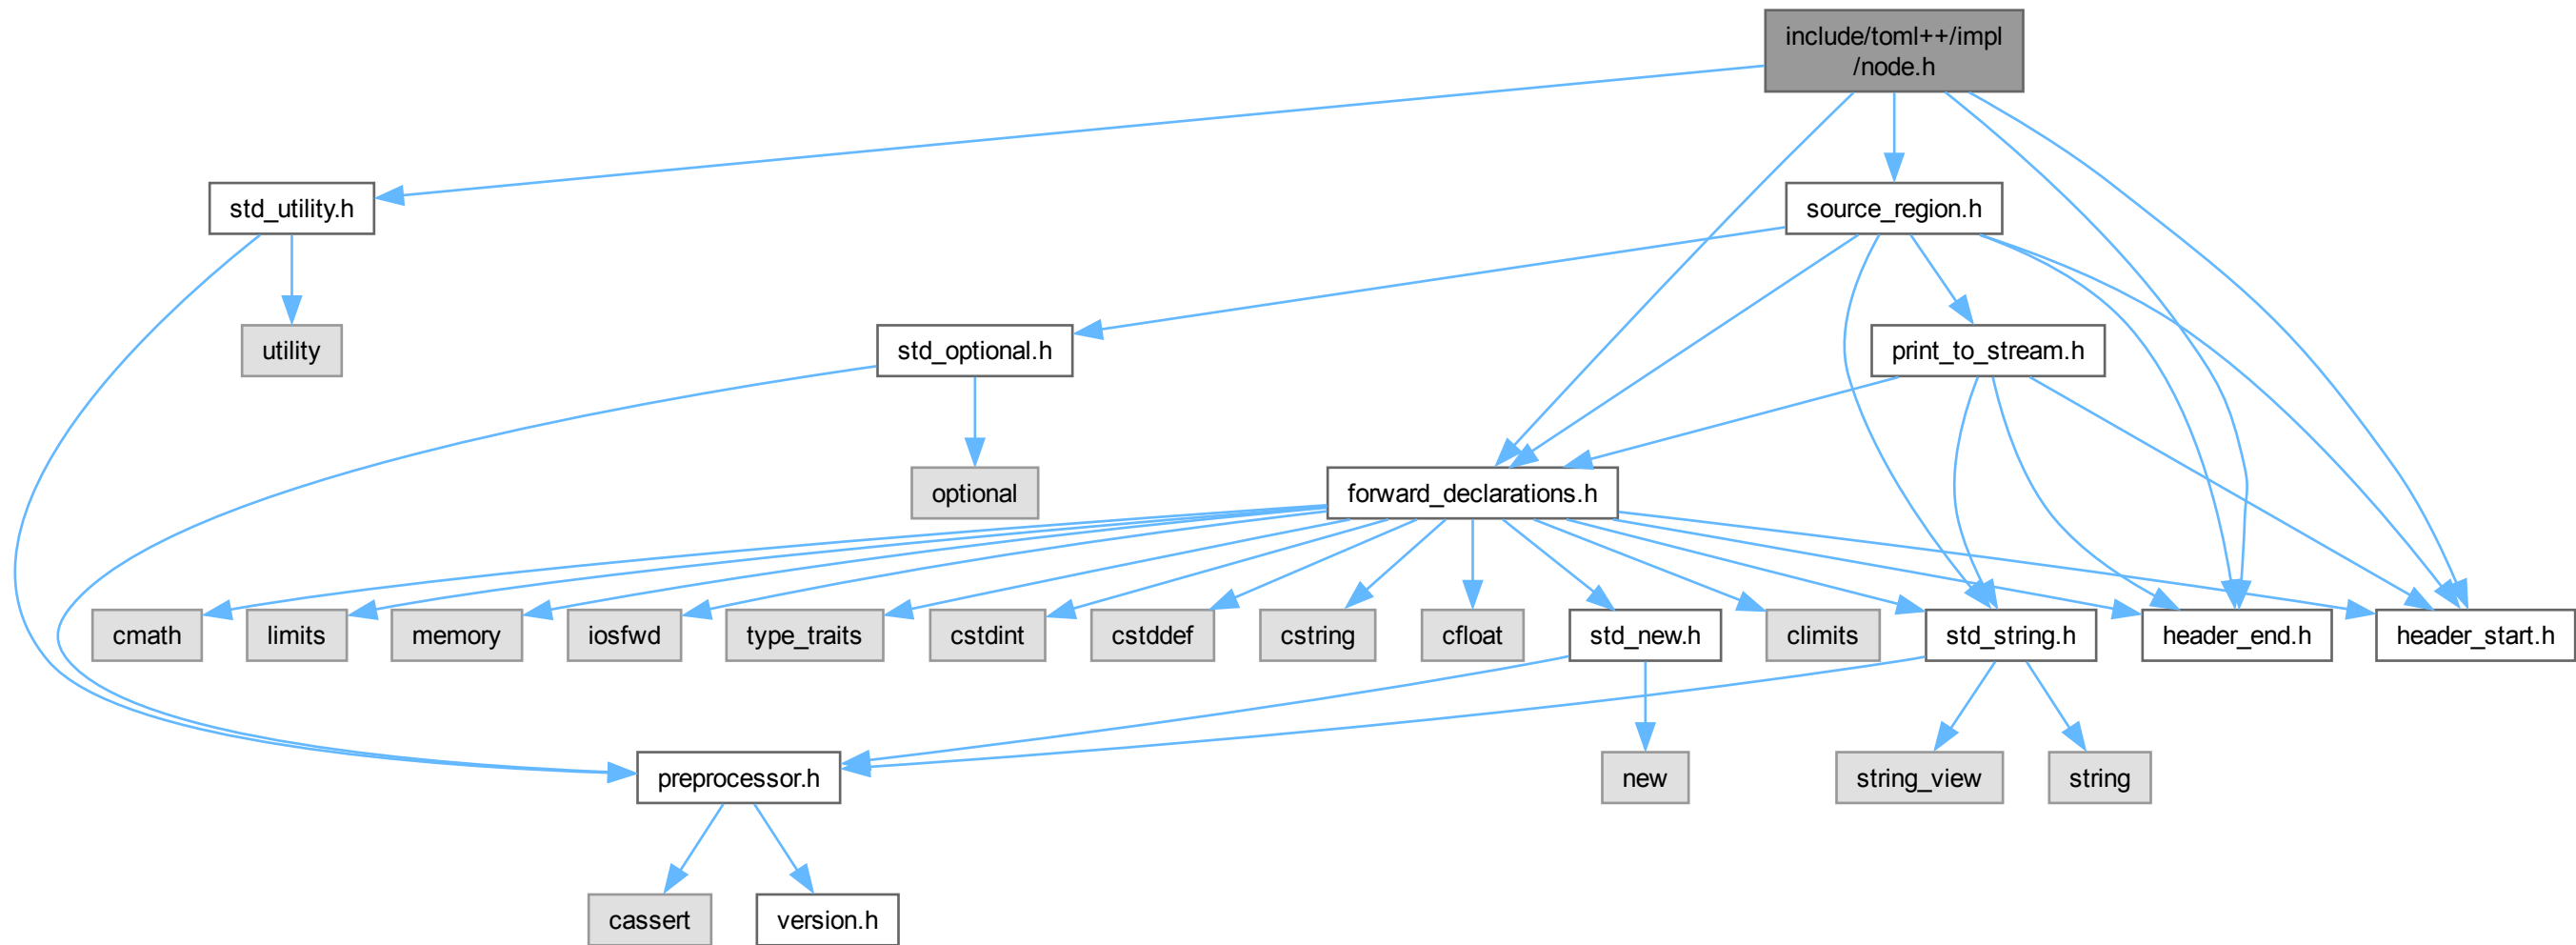 include/toml++/impl
/node.h
std_utility.h
source_region.h
utility
std_optional.h
print_to_stream.h
optional
forward_declarations.h
cmath
limits
memory
iosfwd
type_traits
cstdint
cstddef
cstring
cfloat
std_new.h
climits
std_string.h
header_end.h
header_start.h
preprocessor.h
new
string_view
string
cassert
version.h